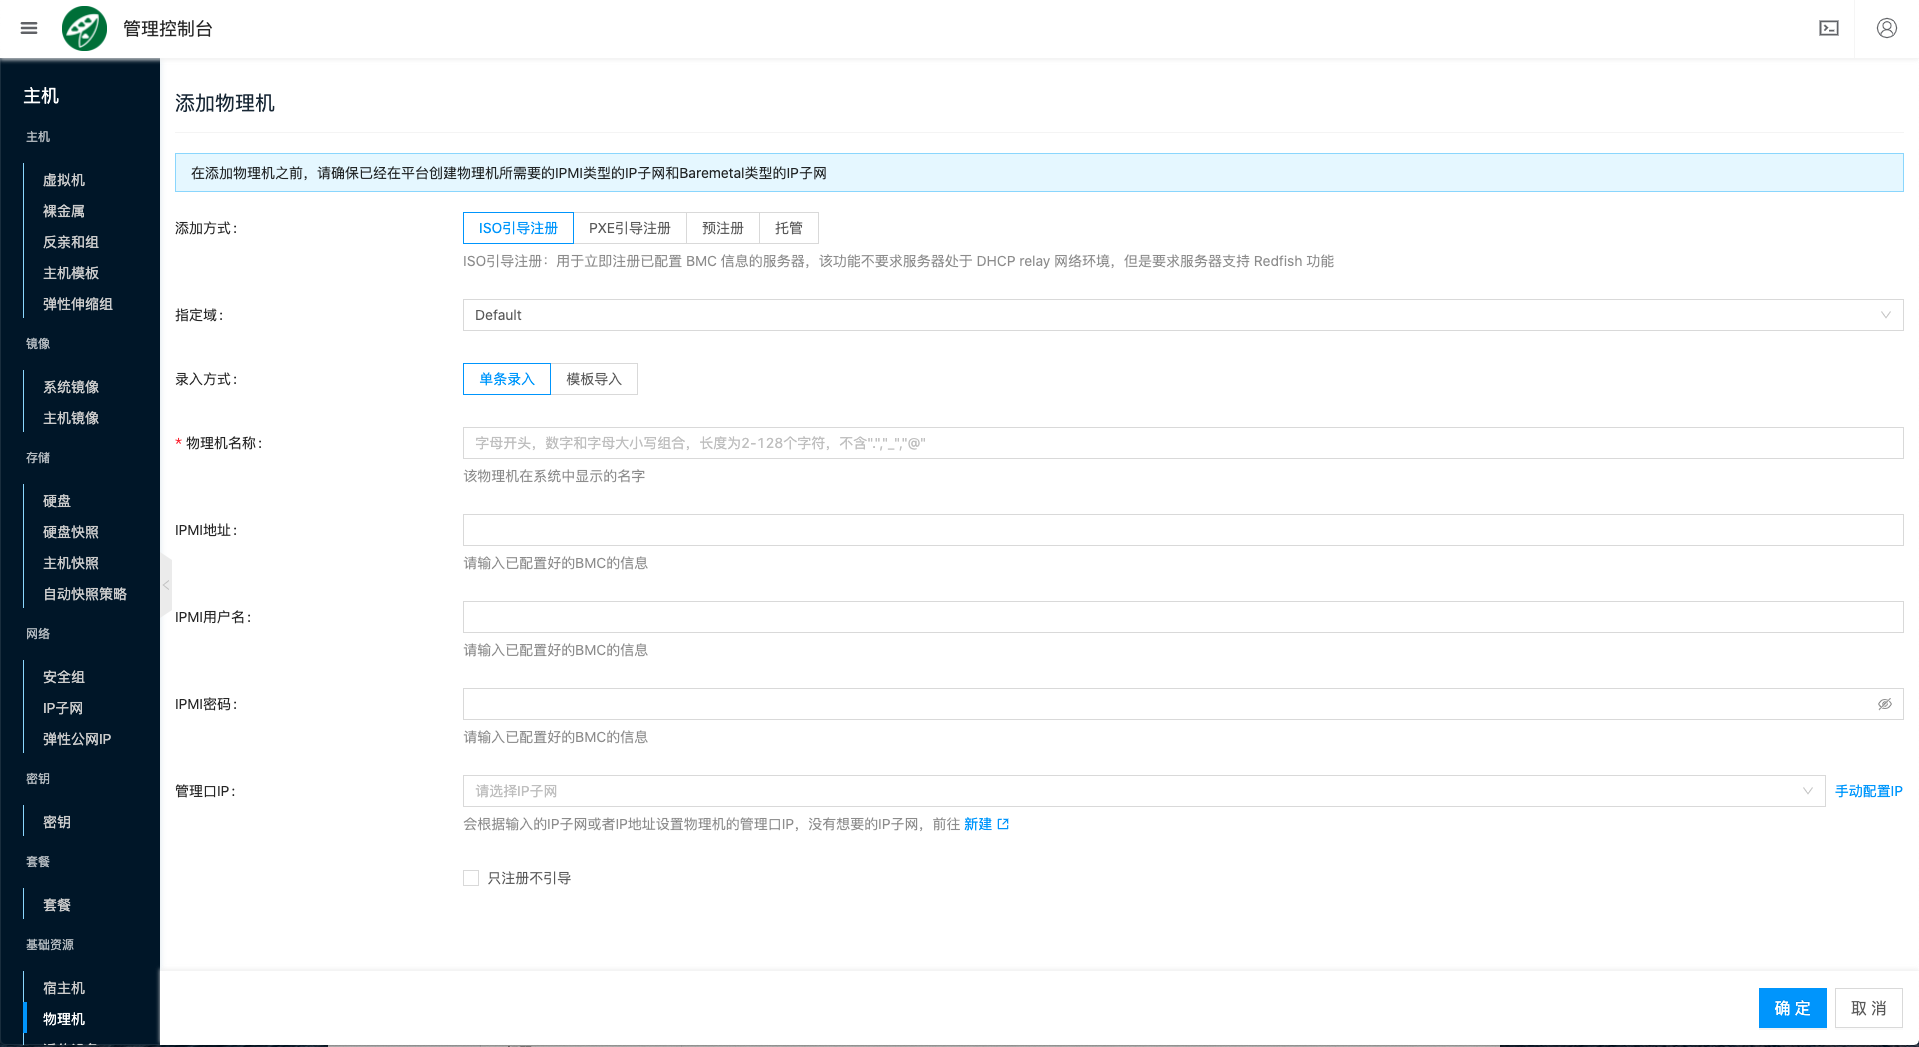 管理控制台
主机
主机
虚拟机
裸金属
反亲和组
主机模板
弹性伸缩组
镜像
系统镜像
主机镜像
存储
硬盘
硬盘快照
主机快照
自动快照策略
网络
安全组
IP子网
弹性公网IP
密钥
密钥
套餐
套餐
基础资源
宿主机
物理机
添加物理机
在添加物理机之前，请确保已经在平台创建物理机所需要的IPMI类型的IP子网和Baremetal类型的IP子网
添加方式： ISO引导注册 PXE引导注册 预注册 托管
ISO引导注册：用于立即注册已配置 BMC 信息的服务器，该功能不要求服务器处于 DHCP relay 网络环境，但是要求服务器支持 Redfish 功能
指定域： Default
录入方式： 单条录入 模板导入
* 物理机名称： 字母开头，数字和字母大小写组合，长度为2-128个字符，不含".","_","@"
该物理机在系统中显示的名字
IPMI地址：
请输入已配置好的BMC的信息
IPMI用户名：
请输入已配置好的BMC的信息
IPMI密码：
请输入已配置好的BMC的信息
管理口IP： 请选择IP子网 手动配置IP
会根据输入的IP子网或者IP地址设置物理机的管理口IP，没有想要的IP子网，前往 新建
只注册不引导
确 定 取 消